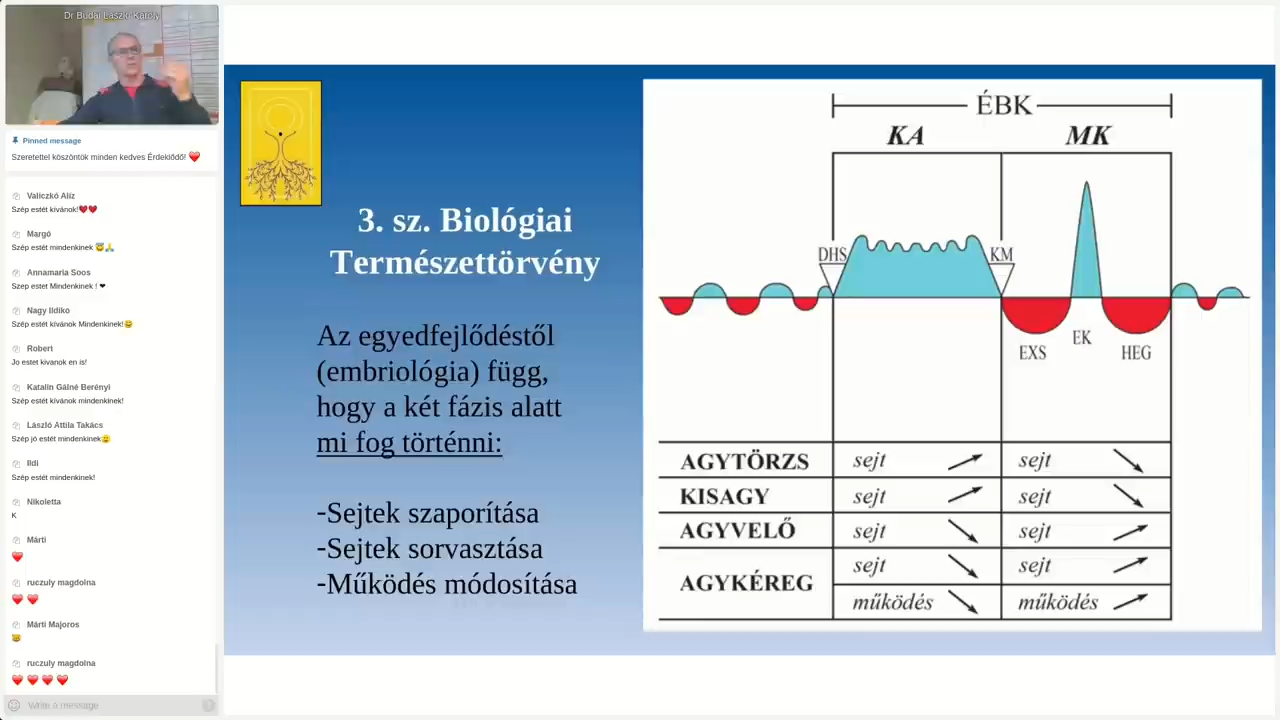 Dr Budai László Károly
Pinned message
Szeretettel köszöntök minden kedves Érdeklődő! ❤️
Valiczkó Alíz
Szép estét kívánok!❤️❤️
Margó
Szép estét mindenkinek 😇🙏
Annamaria Soos
Szep estet Mindenkinek ! ❤
Nagy Ildikó
Szép estét kívánok Mindenkinek!😊
Robert
Jo estet kivanok en is!
Katalin Gálné Berényi
Szép estét kívánok mindenkinek!
László Attila Takács
Szép jó estét mindenkinek🙂
Ildi
Szép estét mindenkinek!
Nikoletta
K
Márti
❤️
ruczuly magdolna
❤️ ❤️
Márti Majoros
ruczuly magdolna
❤️ ❤️ ❤️ ❤️
Write a message
3. sz. Biológiai
Természettörvény
Az egyedfejlődéstől
(embriológia) függ,
hogy a két fázis alatt
mi fog történni:
-Sejtek szaporítása
-Sejtek sorvasztása
-Működés módosítása
ÉBK
KA MK
DHS KM
EXS EK HEG
AGYTÖRZS sejt sejt
KISAGY sejt sejt
AGYVELŐ sejt sejt
AGYKÉREG sejt sejt
működés működés